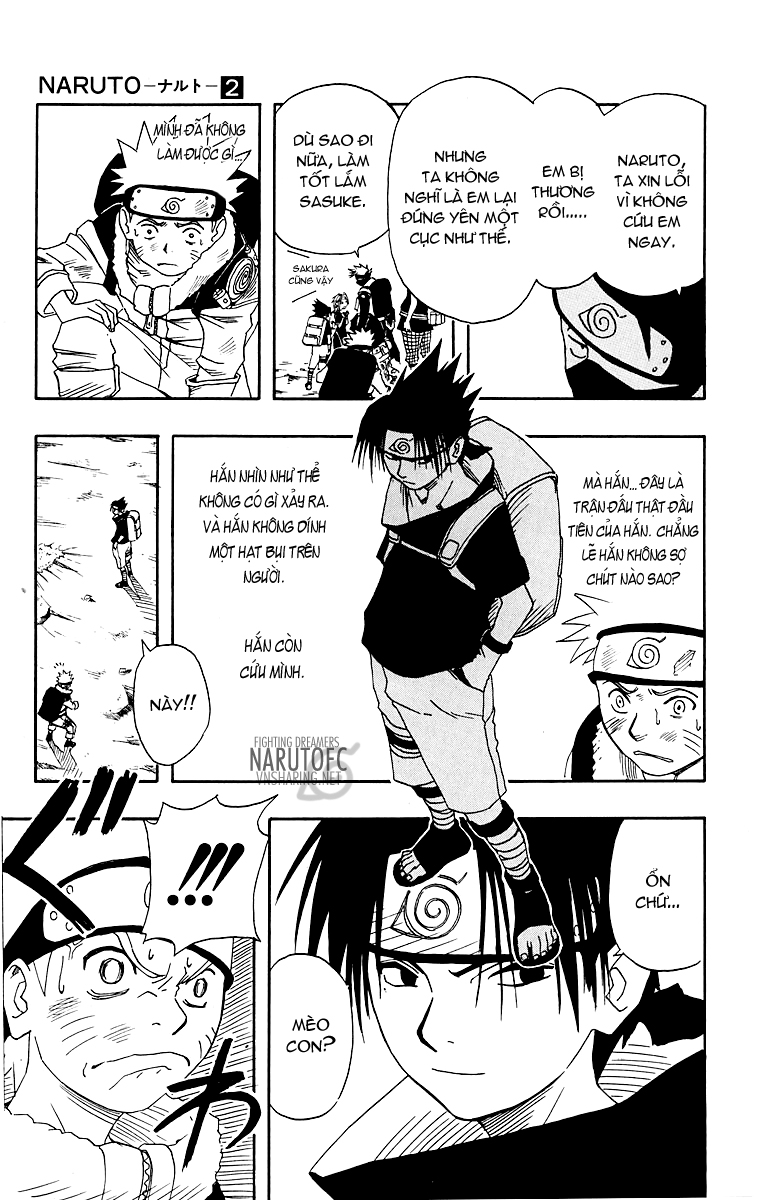 NARUTO—ナルト—2
NARUTO,
TA XIN LỖI
VÌ KHÔNG
CỨU EM
NGAY.
EM BỊ
THƯƠNG
RỒI.....
NHƯNG
TA KHÔNG
NGHĨ LÀ EM LẠI
ĐỨNG YÊN MỘT
CỤC NHƯ THẾ.
DÙ SAO ĐI
NỮA, LÀM
TỐT LẮM
SASUKE.
SAKURA
CŨNG VẬY
MÌNH ĐÃ KHÔNG
LÀM ĐƯỢC GÌ...
MÀ HẮN... ĐÂY LÀ
TRẬN ĐẤU THẬT ĐẦU
TIÊN CỦA HẮN. CHẲNG
LẼ HẮN KHÔNG SỢ
CHÚT NÀO SAO?
HẮN NHÌN NHƯ THỂ
KHÔNG CÓ GÌ XẢY RA.
VÀ HẮN KHÔNG DÍNH
MỘT HẠT BỤI TRÊN
NGƯỜI.
HẮN CÒN
CỨU MÌNH.
NÀY!!
FIGHTING DREAMERS
NARUTOFC
VNSHARING.NET
ỔN
CHỨ...
MÈO
CON?
!!!
ぐ
わ